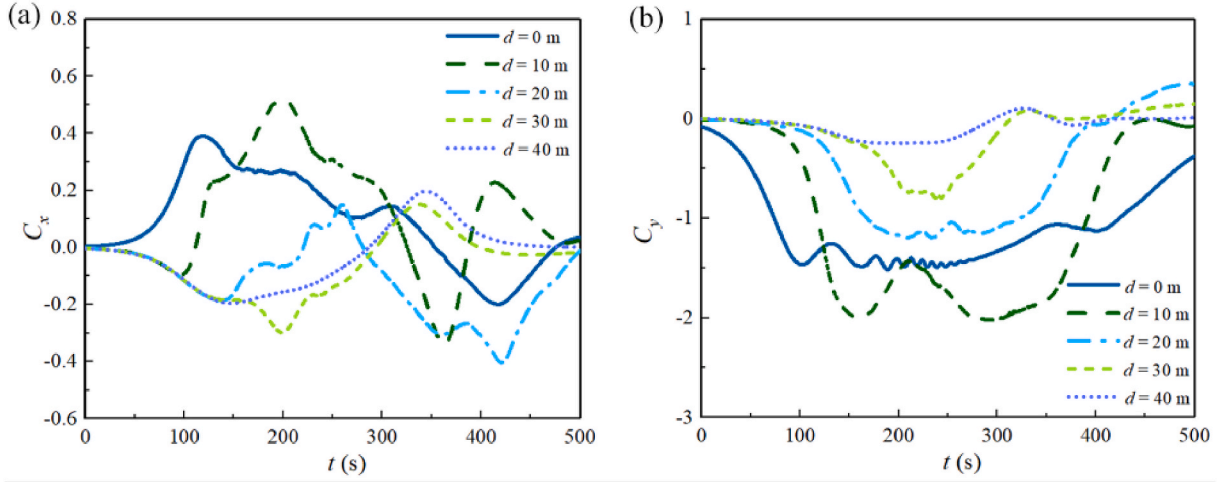 (a)
0.8
0.6
0.4
0.2
0.0
-0.2
-0.4
-0.6
Cx
d = 0 m
d = 10 m
d = 20 m
d = 30 m
d = 40 m
0 100 200 300 400 500
t (s)
(b)
1
0
-1
-2
-3
Cy
d = 0 m
d = 10 m
d = 20 m
d = 30 m
d = 40 m
0 100 200 300 400 500
t (s)